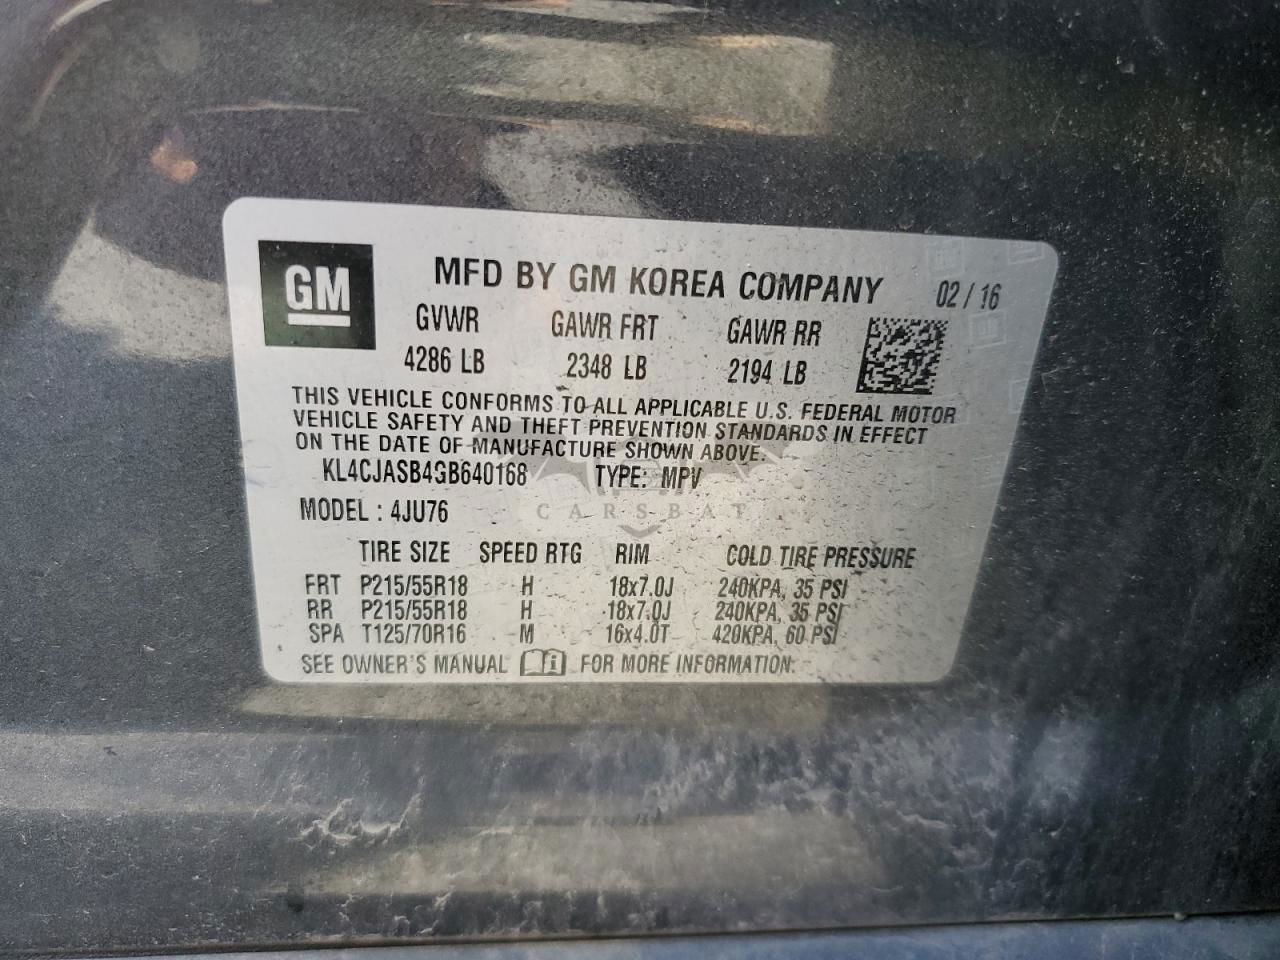 GM
MFD BY GM KOREA COMPANY 02 / 16
GVWR GAWR FRT GAWR RR
4286 LB 2348 LB 2194 LB
THIS VEHICLE CONFORMS TO ALL APPLICABLE U.S. FEDERAL MOTOR
VEHICLE SAFETY AND THEFT PREVENTION STANDARDS IN EFFECT
ON THE DATE OF MANUFACTURE SHOWN ABOVE.
KL4CJASB4GB640168 TYPE: MPV
MODEL : 4JU76
CARSBAT
TIRE SIZE SPEED RTG RIM COLD TIRE PRESSURE
FRT P215/55R18 H 18x7.0J 240KPA, 35 PSI
RR P215/55R18 H 18x7.0J 240KPA, 35 PSI
SPA T125/70R16 M 16x4.0T 420KPA, 60 PSI
SEE OWNER'S MANUAL i FOR MORE INFORMATION.